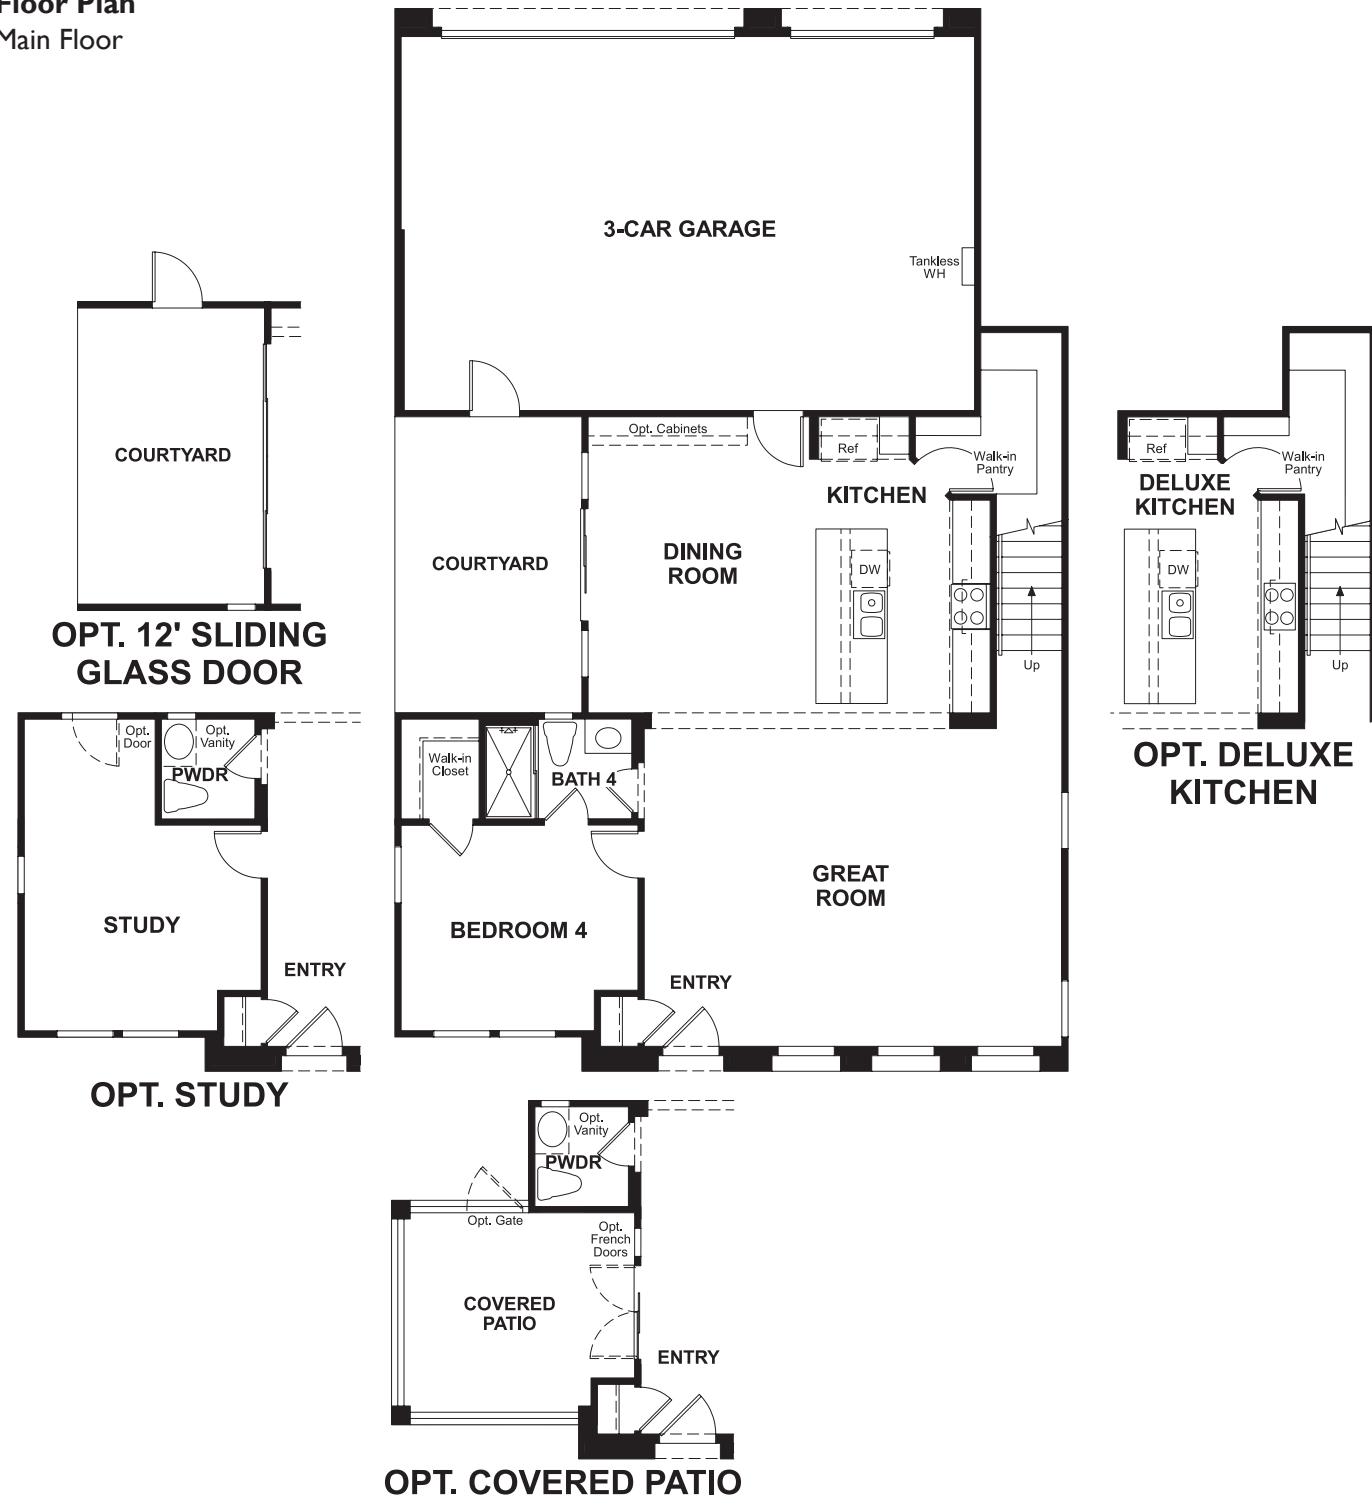 Floor Plan
Main Floor
3-CAR GARAGE
Tankless
WH
COURTYARD
OPT. 12' SLIDING
GLASS DOOR
Opt. Cabinets
Ref
Walk-in
Pantry
KITCHEN
COURTYARD
DINING
ROOM
DW
Up
Ref
Walk-in
Pantry
DELUXE
KITCHEN
DW
Up
OPT. DELUXE
KITCHEN
Opt.
Door
Opt.
Vanity
PWDR
STUDY
ENTRY
OPT. STUDY
Walk-in
Closet
BATH 4
BEDROOM 4
GREAT
ROOM
ENTRY
Opt.
Vanity
PWDR
Opt. Gate
Opt.
French
Doors
COVERED
PATIO
ENTRY
OPT. COVERED PATIO